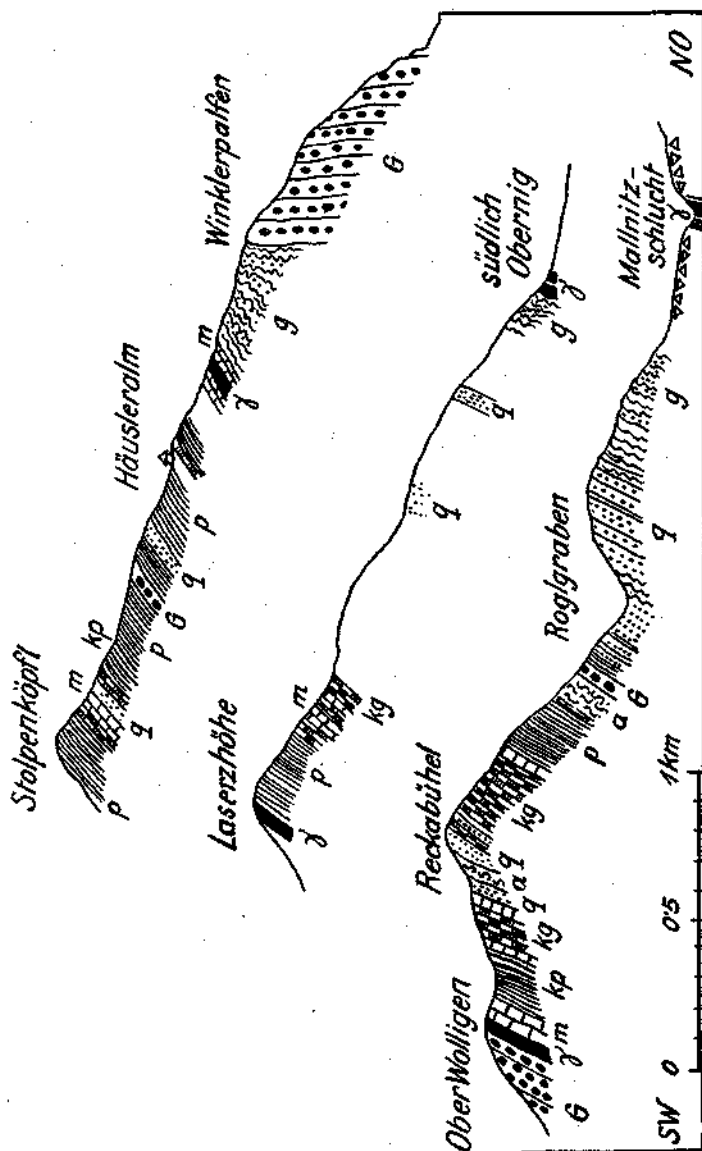 Stolpenköpfl
Häusleralm
Winklerpalfen
p
q
m
kp
p
G
q
p
γ
m
g
G
Laserzhöhe
südlich
Obernig
γ
p
m
kg
q
q
g
γ
Ober Wolligen
Reckabühel
Roglgraben
Mallnitz-
schlucht
G
γ
m
kp
kg
q
a
q
kg
p
a
G
q
g
γ
SW
0
0·5
1km
NO